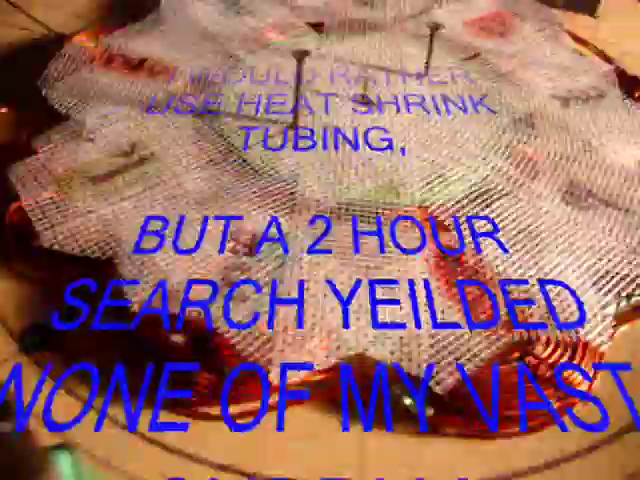 I WOULD RATHER
USE HEAT SHRINK
TUBING,
BUT A 2 HOUR
SEARCH YEILDED
NONE OF MY VAST